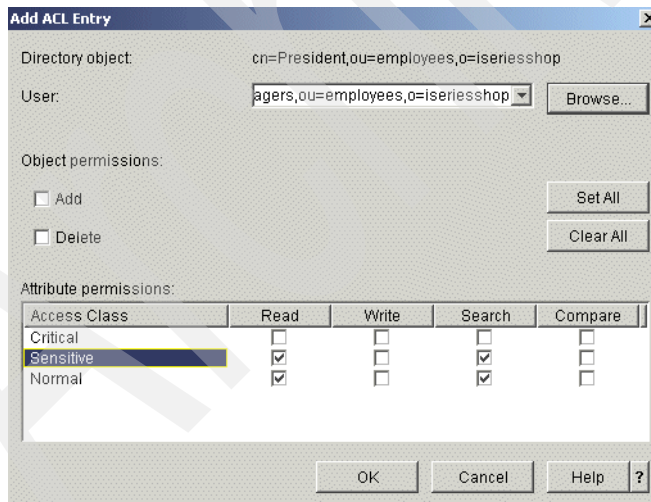 Add ACL Entry
Directory object: cn=President,ou=employees,o=iseriesshop
User: agers,ou=employees,o=iseriesshop Browse...
Object permissions:
Add Set All
Delete Clear All
Attribute permissions:
Access Class Read Write Search Compare
Critical
Sensitive
Normal
OK Cancel Help ?